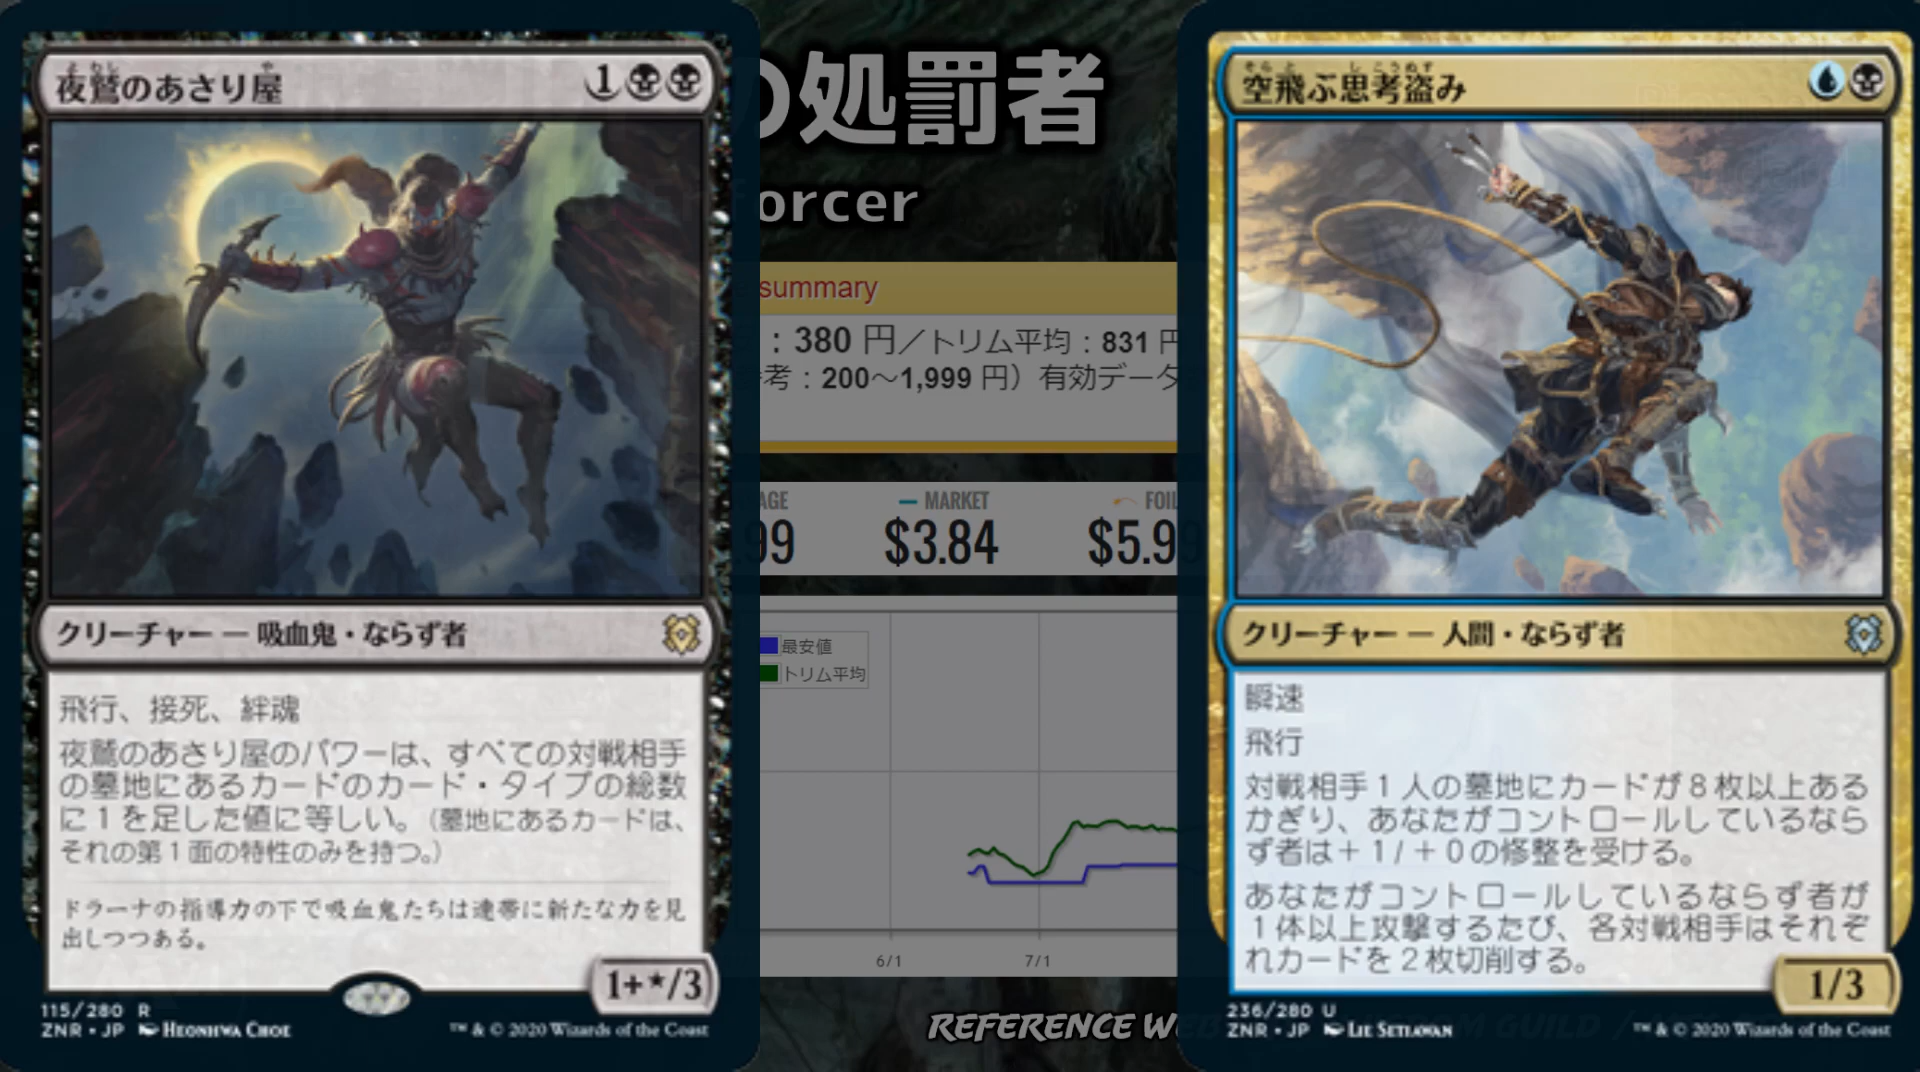 夜鷲のあさり屋
よわし
や
1
クリーチャー — 吸血鬼・ならず者
飛行、接死、絆魂
夜鷲のあさり屋のパワーは、すべての対戦相手
の墓地にあるカードのカード・タイプの総数
に1を足した値に等しい。(墓地にあるカードは、
それの第1面の特性のみを持つ。)
ドラーナの指導力の下で吸血鬼たちは連帯に新たな力を見
出しつつある。
1+★/3
115/280 R
ZNR・JP HEONHWA CHOE
™ & © 2020 Wizards of the Coast
の処罰者
forcer
summary
：380 円／トリム平均：831 円
参考：200～1,999 円）有効データ
AGE
.99
MARKET
$3.84
FOIL
$5.99
最安値
トリム平均
6/1
7/1
REFERENCE WE
空飛ぶ思考盗み
そらと
しこうぬす
クリーチャー — 人間・ならず者
瞬速
飛行
対戦相手1人の墓地にカードが8枚以上ある
かぎり、あなたがコントロールしているなら
ず者は＋1/＋0の修整を受ける。
あなたがコントロールしているならず者が
1体以上攻撃するたび、各対戦相手はそれぞ
れカードを2枚切削する。
1/3
236/280 U
ZNR・JP LIE SETIAWAN
™ & © 2020 Wizards of the Coast